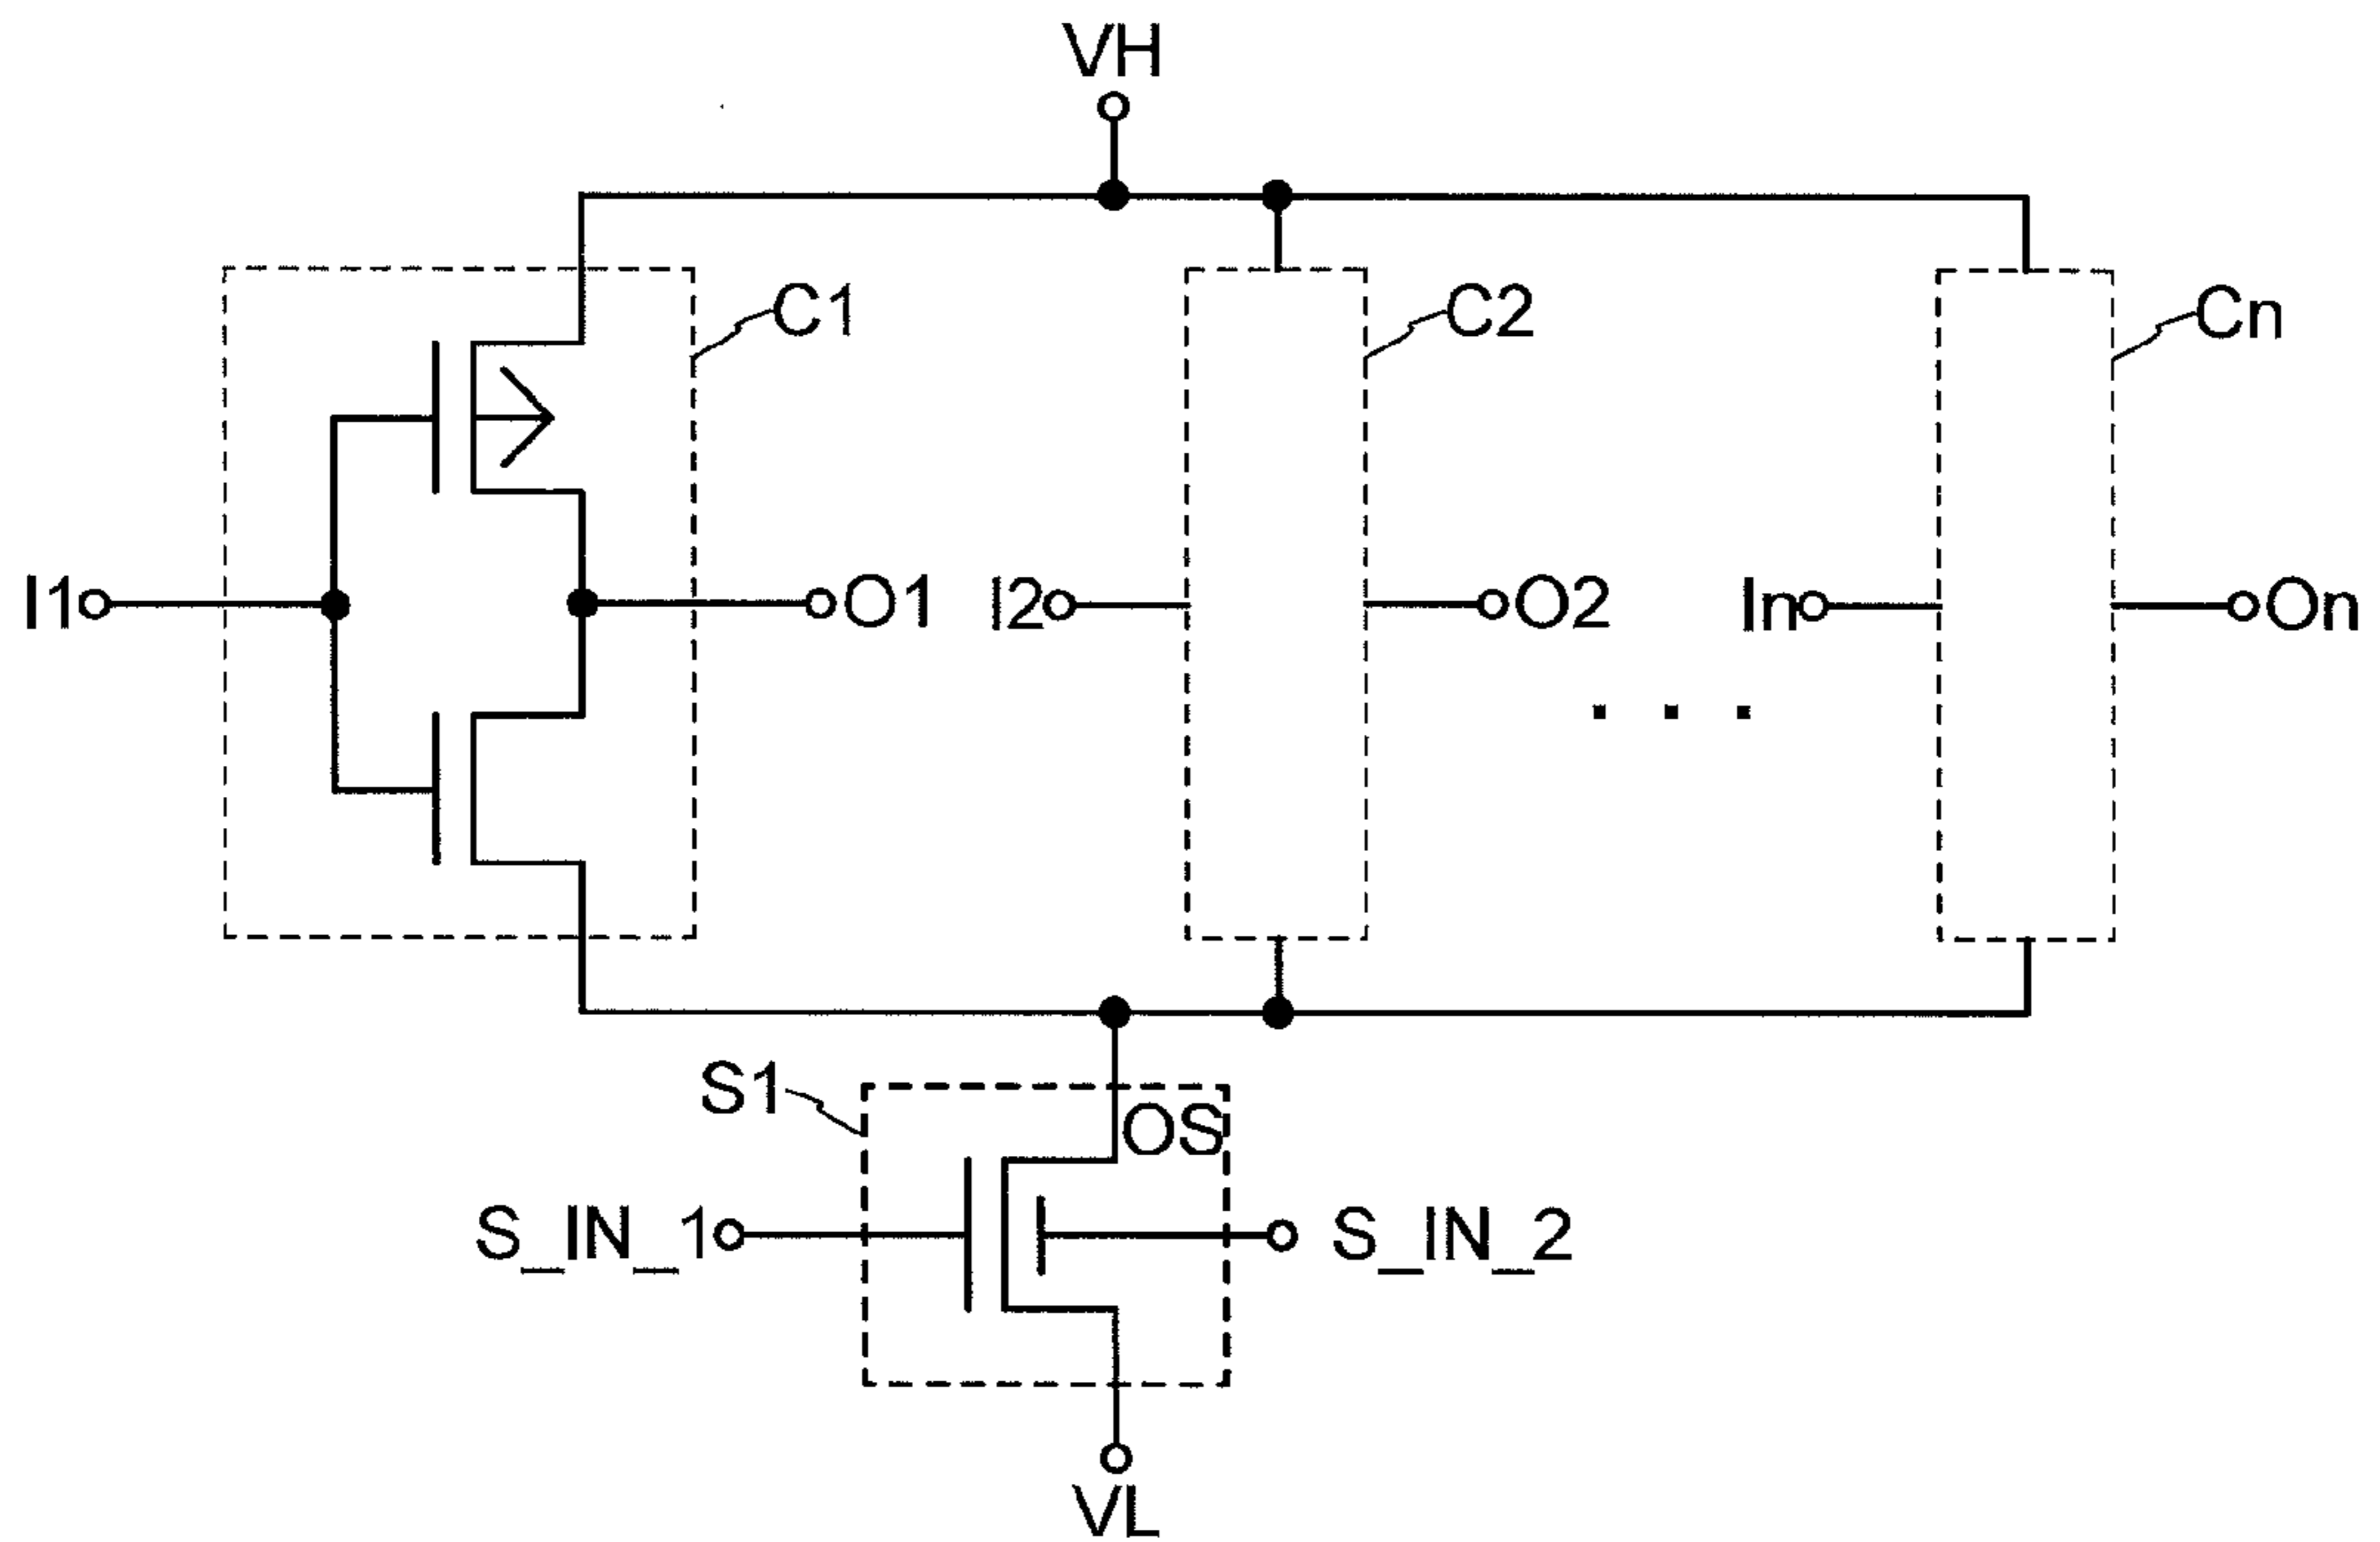 VH
C1
C2
Cn
I1
O1
I2
O2
In
On
. . .
S1
OS
S_IN_1
S_IN_2
VL